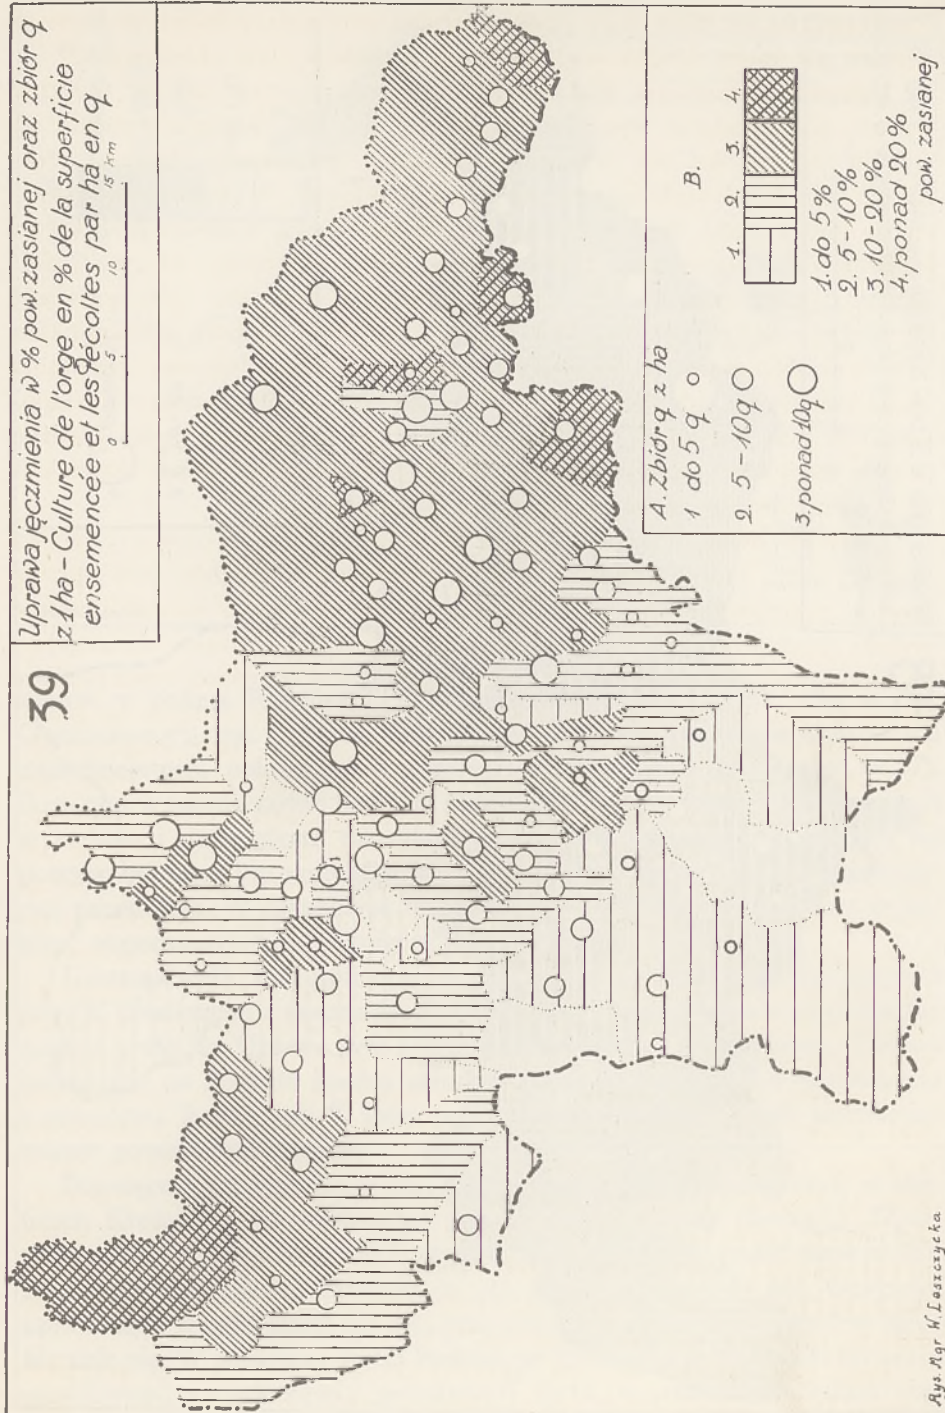 39
Uprawa jęczmienia w % pow. zasianej oraz zbiór q
z 1 ha - Culture de l'orge en % de la superficie
ensemencée et les récoltes par ha en q
0 5 10 15 km
A. Zbiór q z ha
1 do 5 q
2. 5-10q
3. ponad 10q
B.
1. 2. 3. 4.
1. do 5%
2. 5-10%
3. 10-20%
4. ponad 20%
pow. zasianej
Rys. Mgr W. Leszczycka